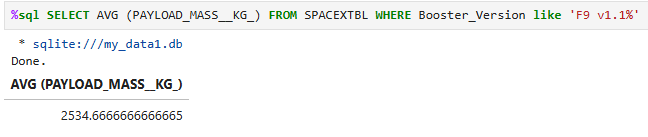 %sql SELECT AVG (PAYLOAD_MASS__KG_) FROM SPACEXTBL WHERE Booster_Version like 'F9 v1.1%'
* sqlite:///my_data1.db
Done.
AVG (PAYLOAD_MASS__KG_)
2534.6666666666665